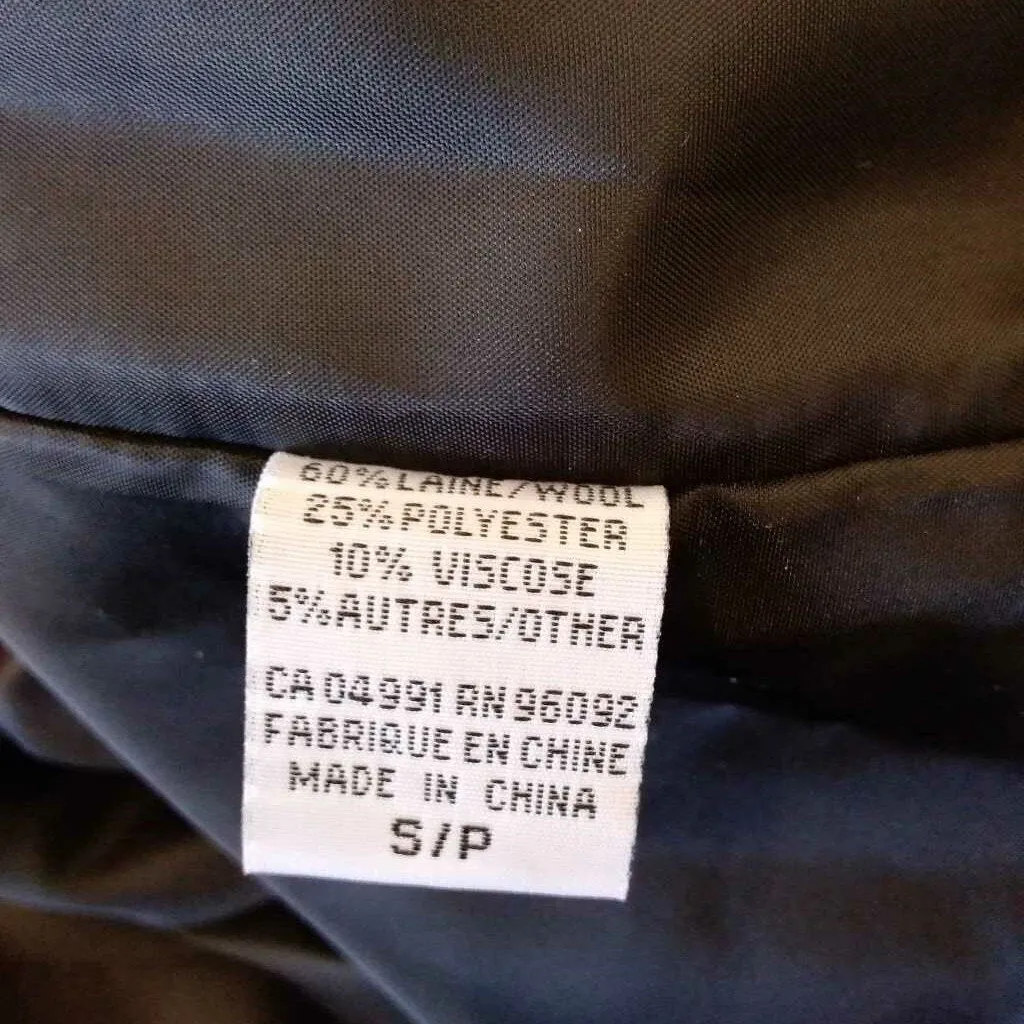 60% LAINE/WOOL
25% POLYESTER
10% VISCOSE
5% AUTRES/OTHER
CA 04991 RN 96092
FABRIQUE EN CHINE
MADE IN CHINA
S/P